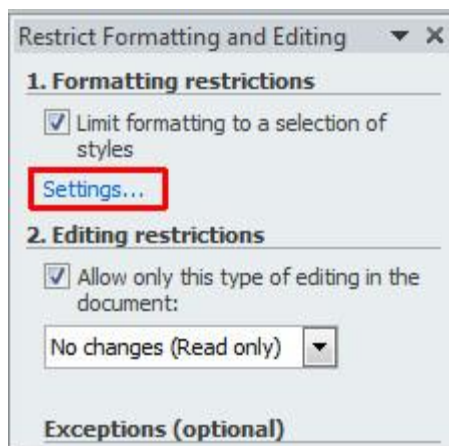 Restrict Formatting and Editing
1. Formatting restrictions
Limit formatting to a selection of
styles
Settings...
2. Editing restrictions
Allow only this type of editing in the
document:
No changes (Read only)
Exceptions (optional)